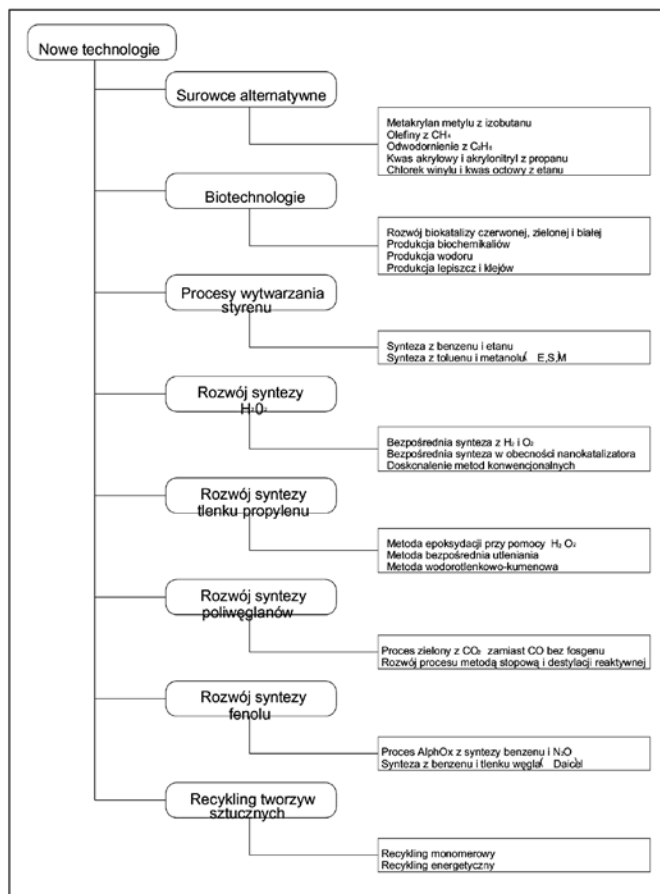 Nowe technologie
Surowce alternatywne
Metakrylan metylu z izobutanu
Olefiny z CH₄
Odwodornienie z C₃H₈
Kwas akrylowy i akrylonitryl z propanu
Chlorek winylu i kwas octowy z etanu
Biotechnologie
Rozwój biokatalizy czerwonej, zielonej i białej
Produkcja biochemikaliów
Produkcja wodoru
Produkcja lepiszcz i klejów
Procesy wytwarzania
styrenu
Synteza z benzenu i etanu
Synteza z toluenu i metanolu( E,S,)M
Rozwój syntezy
H₂0₂
Bezpośrednia synteza z H₂ i O₂
Bezpośrednia synteza w obecności nanokatalizatora
Doskonalenie metod konwencjonalnych
Rozwój syntezy
tlenku propylenu
Metoda epoksydacji przy pomocy H₂ O₂
Metoda bezpośrednia utleniania
Metoda wodorotlenkowo-kumenowa
Rozwój syntezy
poliwęglanów
Proces zielony z CO₂ zamiast CO bez fosgenu
Rozwój procesu metodą stopową i destylacji reaktywnej
Rozwój syntezy
fenolu
Proces AlphOx z syntezy benzenu i N₂O
Synteza z benzenu i tlenku węgla( Daicel)
Recykling tworzyw
sztucznych
Recykling monomerowy
Recykling energetyczny